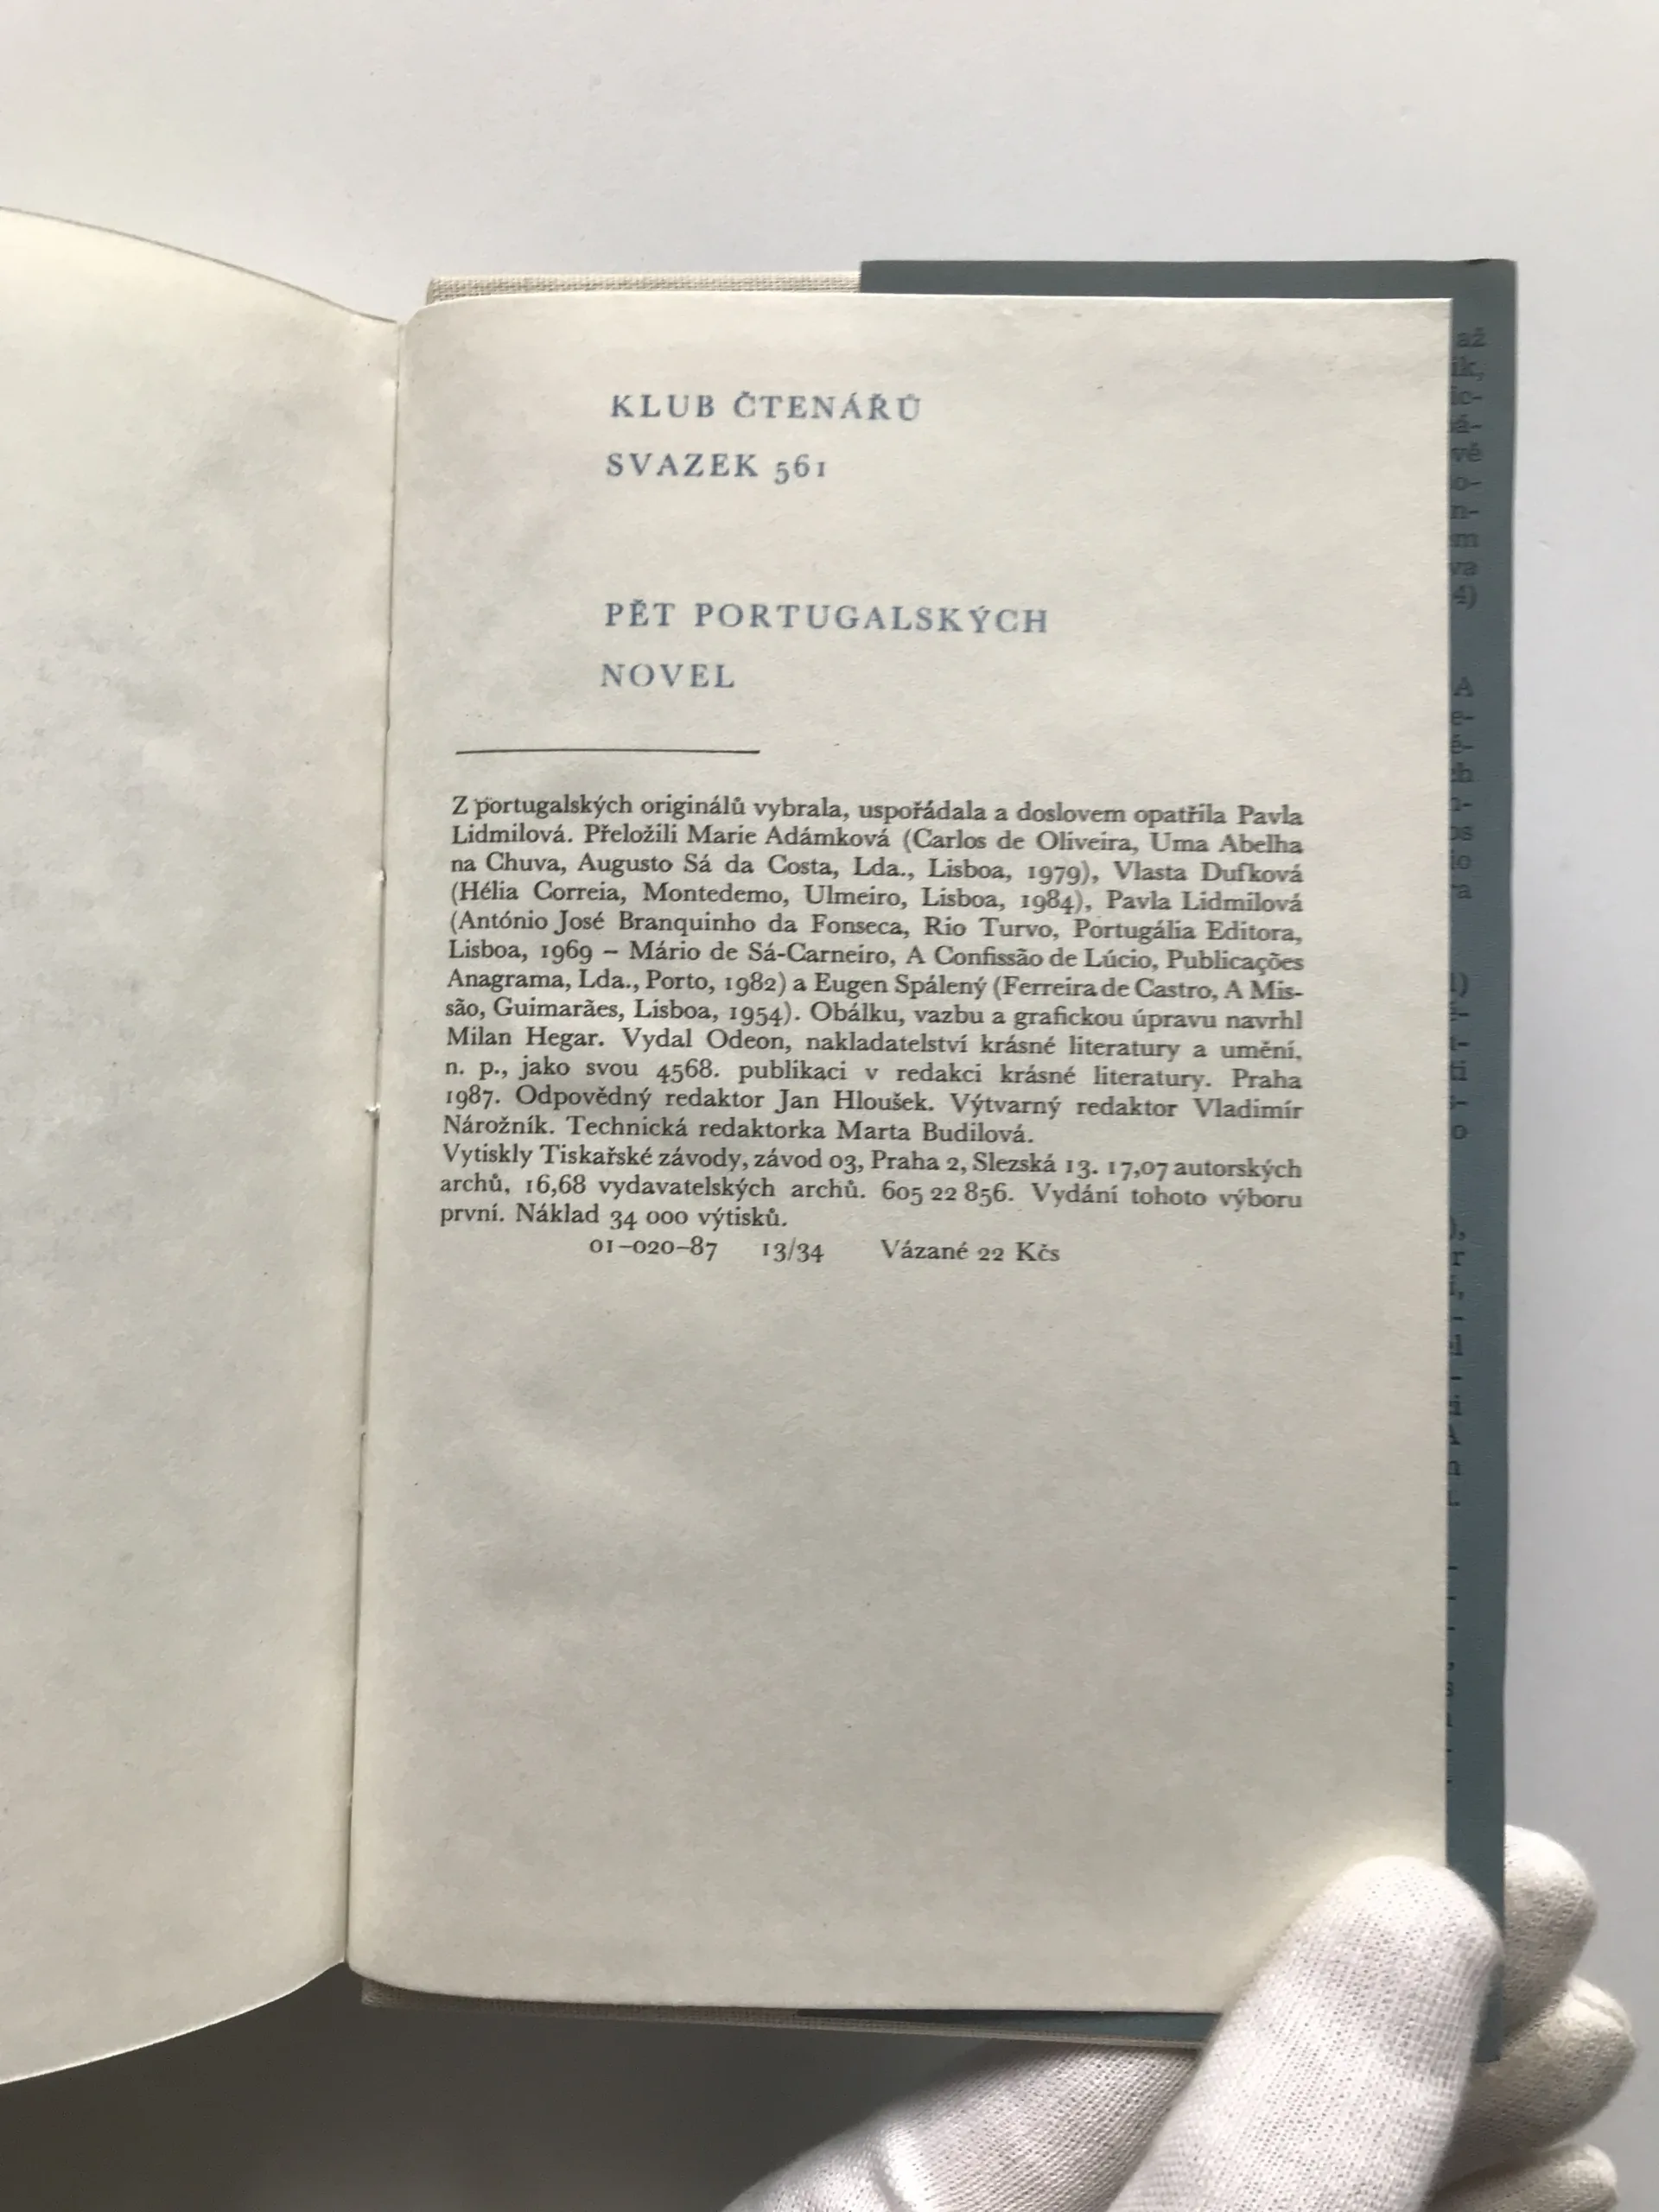 KLUB ČTENÁŘŮ
SVAZEK 561
PĚT PORTUGALSKÝCH
NOVEL
Z portugalských originálů vybrala, uspořádala a doslovem opatřila Pavla
Lidmilová. Přeložili Marie Adámková (Carlos de Oliveira, Uma Abelha
na Chuva, Augusto Sá da Costa, Lda., Lisboa, 1979), Vlasta Dufková
(Hélia Correia, Montedemo, Ulmeiro, Lisboa, 1984), Pavla Lidmilová
(António José Branquinho da Fonseca, Rio Turvo, Portugália Editora,
Lisboa, 1969 – Mário de Sá-Carneiro, A Confissão de Lúcio, Publicações
Anagrama, Lda., Porto, 1982) a Eugen Spálený (Ferreira de Castro, A Mis-
são, Guimarães, Lisboa, 1954). Obálku, vazbu a grafickou úpravu navrhl
Milan Hegar. Vydal Odeon, nakladatelství krásné literatury a umění,
n. p., jako svou 4568. publikaci v redakci krásné literatury. Praha
1987. Odpovědný redaktor Jan Hloušek. Výtvarný redaktor Vladimír
Nárožník. Technická redaktorka Marta Budilová.
Vytiskly Tiskařské závody, závod 03, Praha 2, Slezská 13. 17,07 autorských
archů, 16,68 vydavatelských archů. 605 22 856. Vydání tohoto výboru
první. Náklad 34 000 výtisků.
01–020–87 13/34 Vázané 22 Kčs